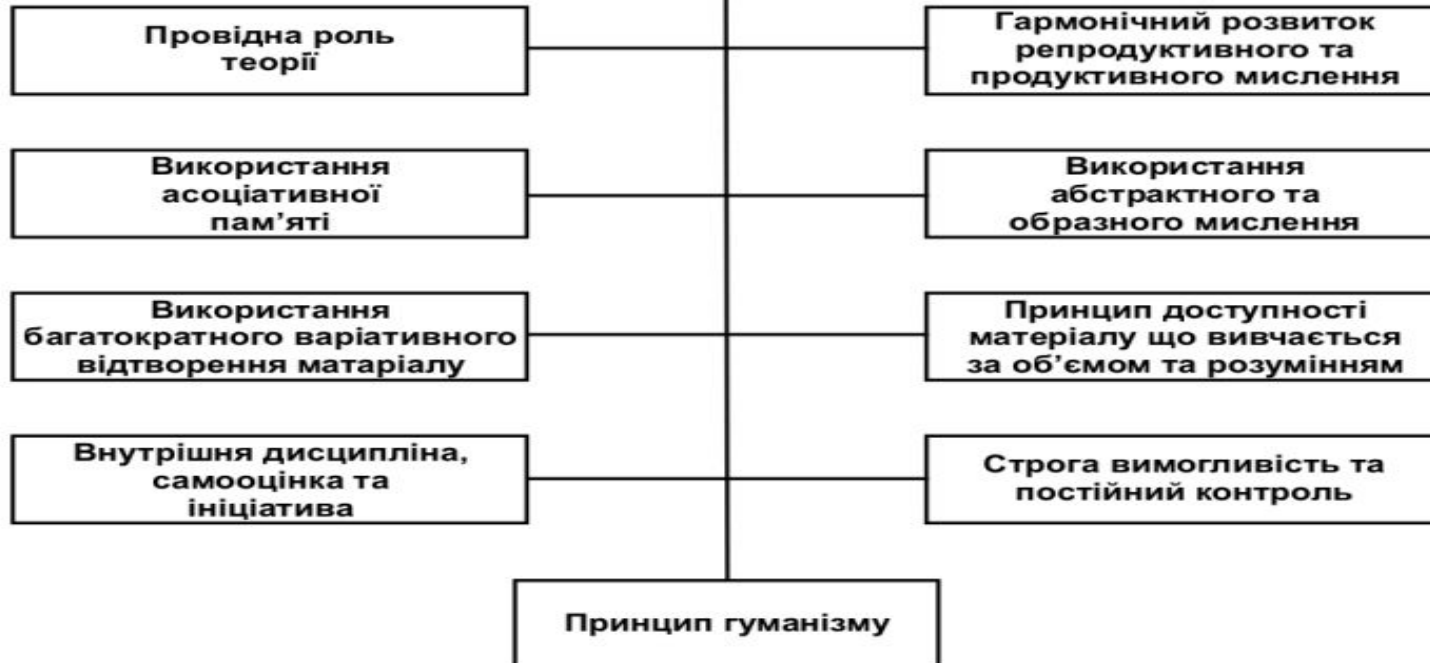 Провідна роль
теорії
Гармонічний розвиток
репродуктивного та
продуктивного мислення
Використання
асоціативної
пам’яті
Використання
абстрактного та
образного мислення
Використання
багатократного варіативного
відтворення матаріалу
Принцип доступності
матеріалу що вивчається
за об’ємом та розумінням
Внутрішня дисципліна,
самооцінка та
ініціатива
Строга вимогливість та
постійний контроль
Принцип гуманізму